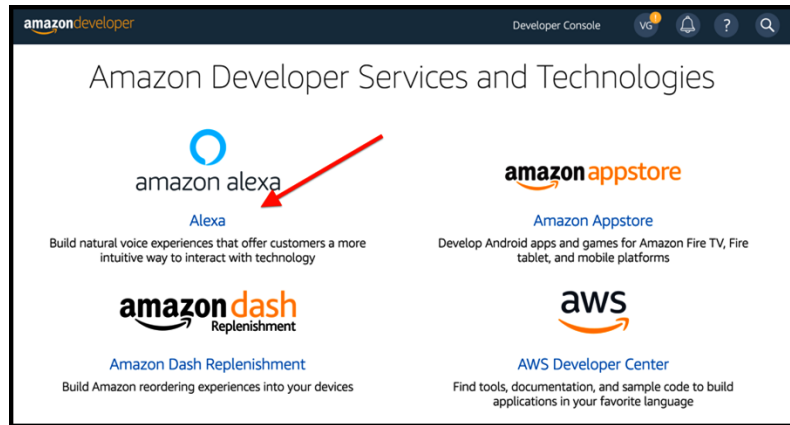 amazondeveloper
Developer Console
VG
1
?
Amazon Developer Services and Technologies
amazon alexa
Alexa
Build natural voice experiences that offer customers a more
intuitive way to interact with technology
amazon appstore
Amazon Appstore
Develop Android apps and games for Amazon Fire TV, Fire
tablet, and mobile platforms
amazon dash
Replenishment
Amazon Dash Replenishment
Build Amazon reordering experiences into your devices
aws
AWS Developer Center
Find tools, documentation, and sample code to build
applications in your favorite language